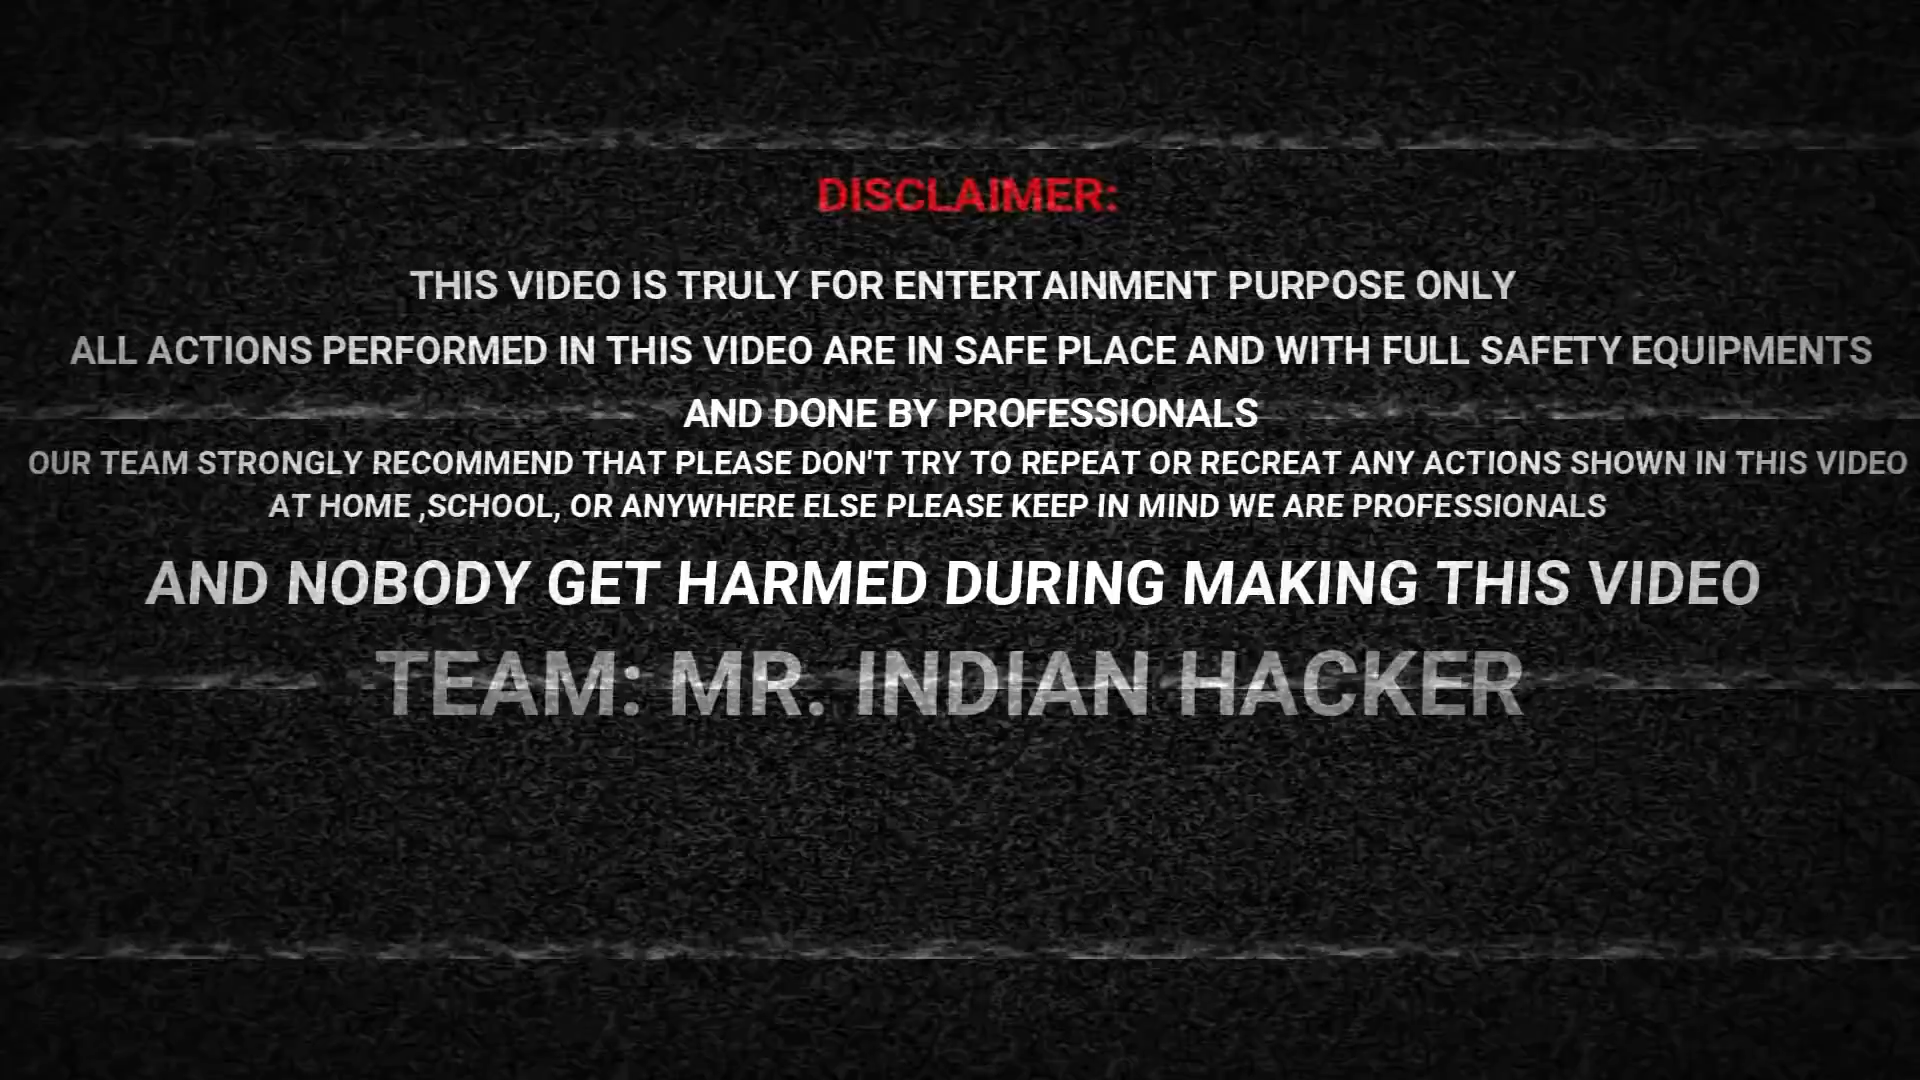 DISCLAIMER:
THIS VIDEO IS TRULY FOR ENTERTAINMENT PURPOSE ONLY
ALL ACTIONS PERFORMED IN THIS VIDEO ARE IN SAFE PLACE AND WITH FULL SAFETY EQUIPMENTS
AND DONE BY PROFESSIONALS
OUR TEAM STRONGLY RECOMMEND THAT PLEASE DON'T TRY TO REPEAT OR RECREAT ANY ACTIONS SHOWN IN THIS VIDEO
AT HOME ,SCHOOL, OR ANYWHERE ELSE PLEASE KEEP IN MIND WE ARE PROFESSIONALS
AND NOBODY GET HARMED DURING MAKING THIS VIDEO
TEAM: MR. INDIAN HACKER